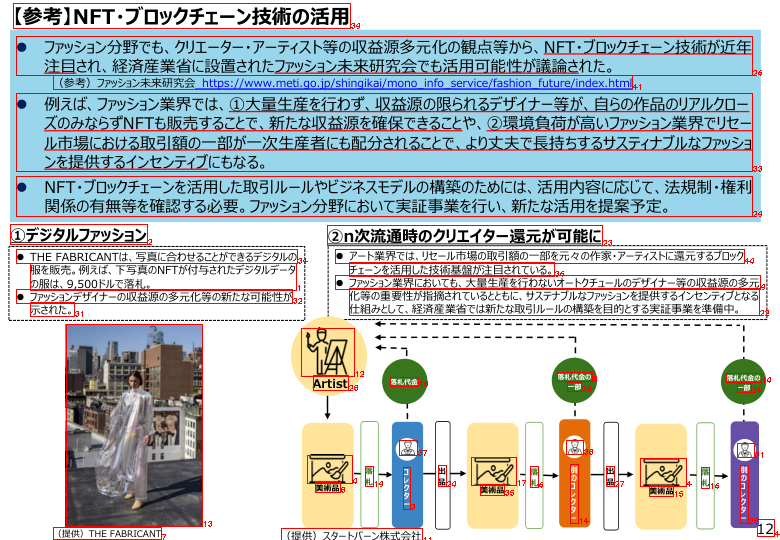 【参考】NFT・ブロックチェーン技術の活用
● ファッション分野でも、クリエーター・アーティスト等の収益源多元化の観点等から、NFT・ブロックチェーン技術が近年
注目され、経済産業省に設置されたファッション未来研究会でも活用可能性が議論された。
（参考）ファッション未来研究会 https://www.meti.go.jp/shingikai/mono_info_service/fashion_future/index.html
● 例えば、ファッション業界では、①大量生産を行わず、収益源の限られるデザイナー等が、自らの作品のリアルクロー
ズのみならずNFTも販売することで、新たな収益源を確保できることや、②環境負荷が高いファッション業界でリセー
ル市場における取引額の一部が一次生産者にも配分されることで、より丈夫で長持ちするサスティナブルなファッショ
ンを提供するインセンティブにもなる。
● NFT・ブロックチェーンを活用した取引ルールやビジネスモデルの構築のためには、活用内容に応じて、法規制・権利
関係の有無等を確認する必要。ファッション分野において実証事業を行い、新たな活用を提案予定。
①デジタルファッション
● THE FABRICANTは、写真に合わせることができるデジタルの
服を販売。例えば、下写真のNFTが付与されたデジタルデータ
の服は、9,500ドルで落札。
● ファッションデザイナーの収益源の多元化等の新たな可能性が
示された。
（提供）THE FABRICANT
②n次流通時のクリエイター還元が可能に
● アート業界では、リセール市場の取引額の一部を元々の作家・アーティストに還元するブロック
チェーンを活用した技術基盤が注目されている。
● ファッション業界においても、大量生産を行わないオートクチュールのデザイナー等の収益源の多元
化等の重要性が指摘されているとともに、サステナブルなファッションを提供するインセンティブとなる
仕組みとして、経済産業省では新たな取引ルールの構築を目的とする実証事業を準備中。
Artist
落札代金
落札代金の
一部
落札代金の
一部
美術品
落札
コレクター
出品
美術品
落札
別のコレクター
出品
美術品
落札
別のコレクター
（提供）スタートバーン株式会社
12